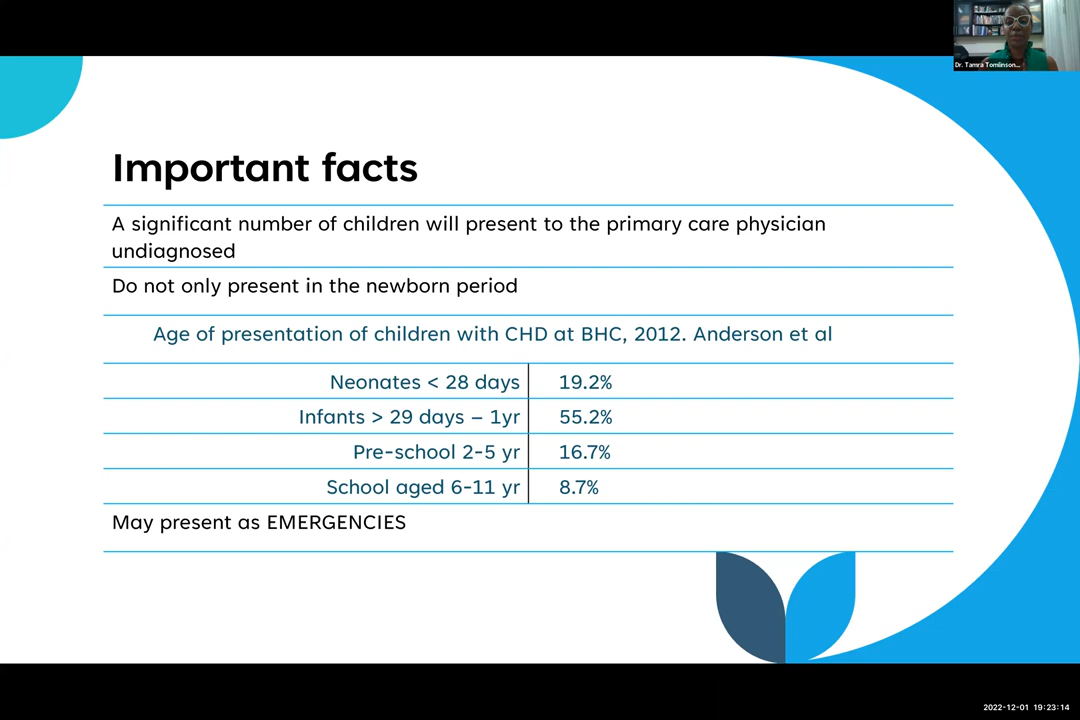 Dr. Tamra Tomlinson...
Important facts
A significant number of children will present to the primary care physician
undiagnosed
Do not only present in the newborn period
Age of presentation of children with CHD at BHC, 2012. Anderson et al
Neonates < 28 days 19.2%
Infants > 29 days – 1yr 55.2%
Pre-school 2-5 yr 16.7%
School aged 6-11 yr 8.7%
May present as EMERGENCIES
2022-12-01 19:23:14